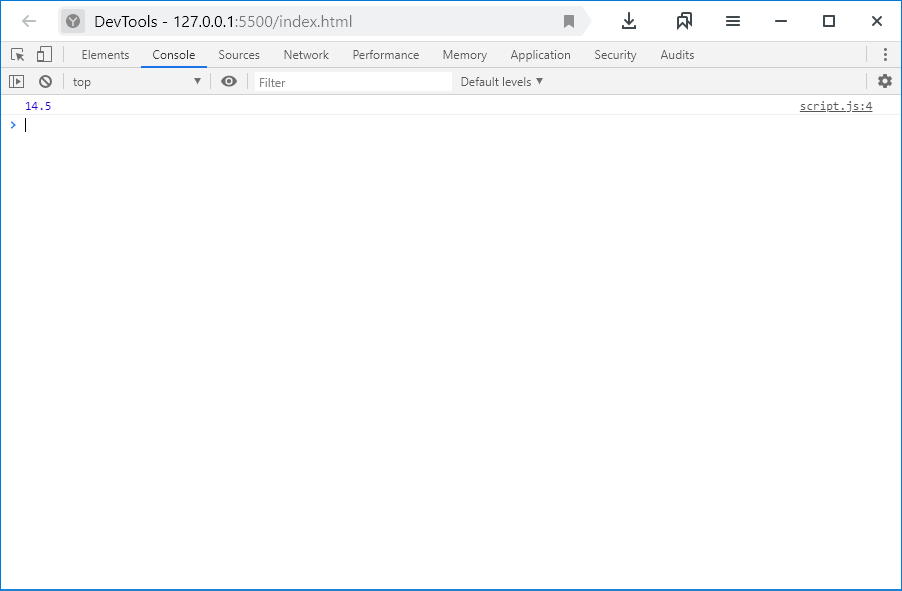 DevTools - 127.0.0.1:5500/index.html
Elements Console Sources Network Performance Memory Application Security Audits
top Filter Default levels
14.5 script.js:4